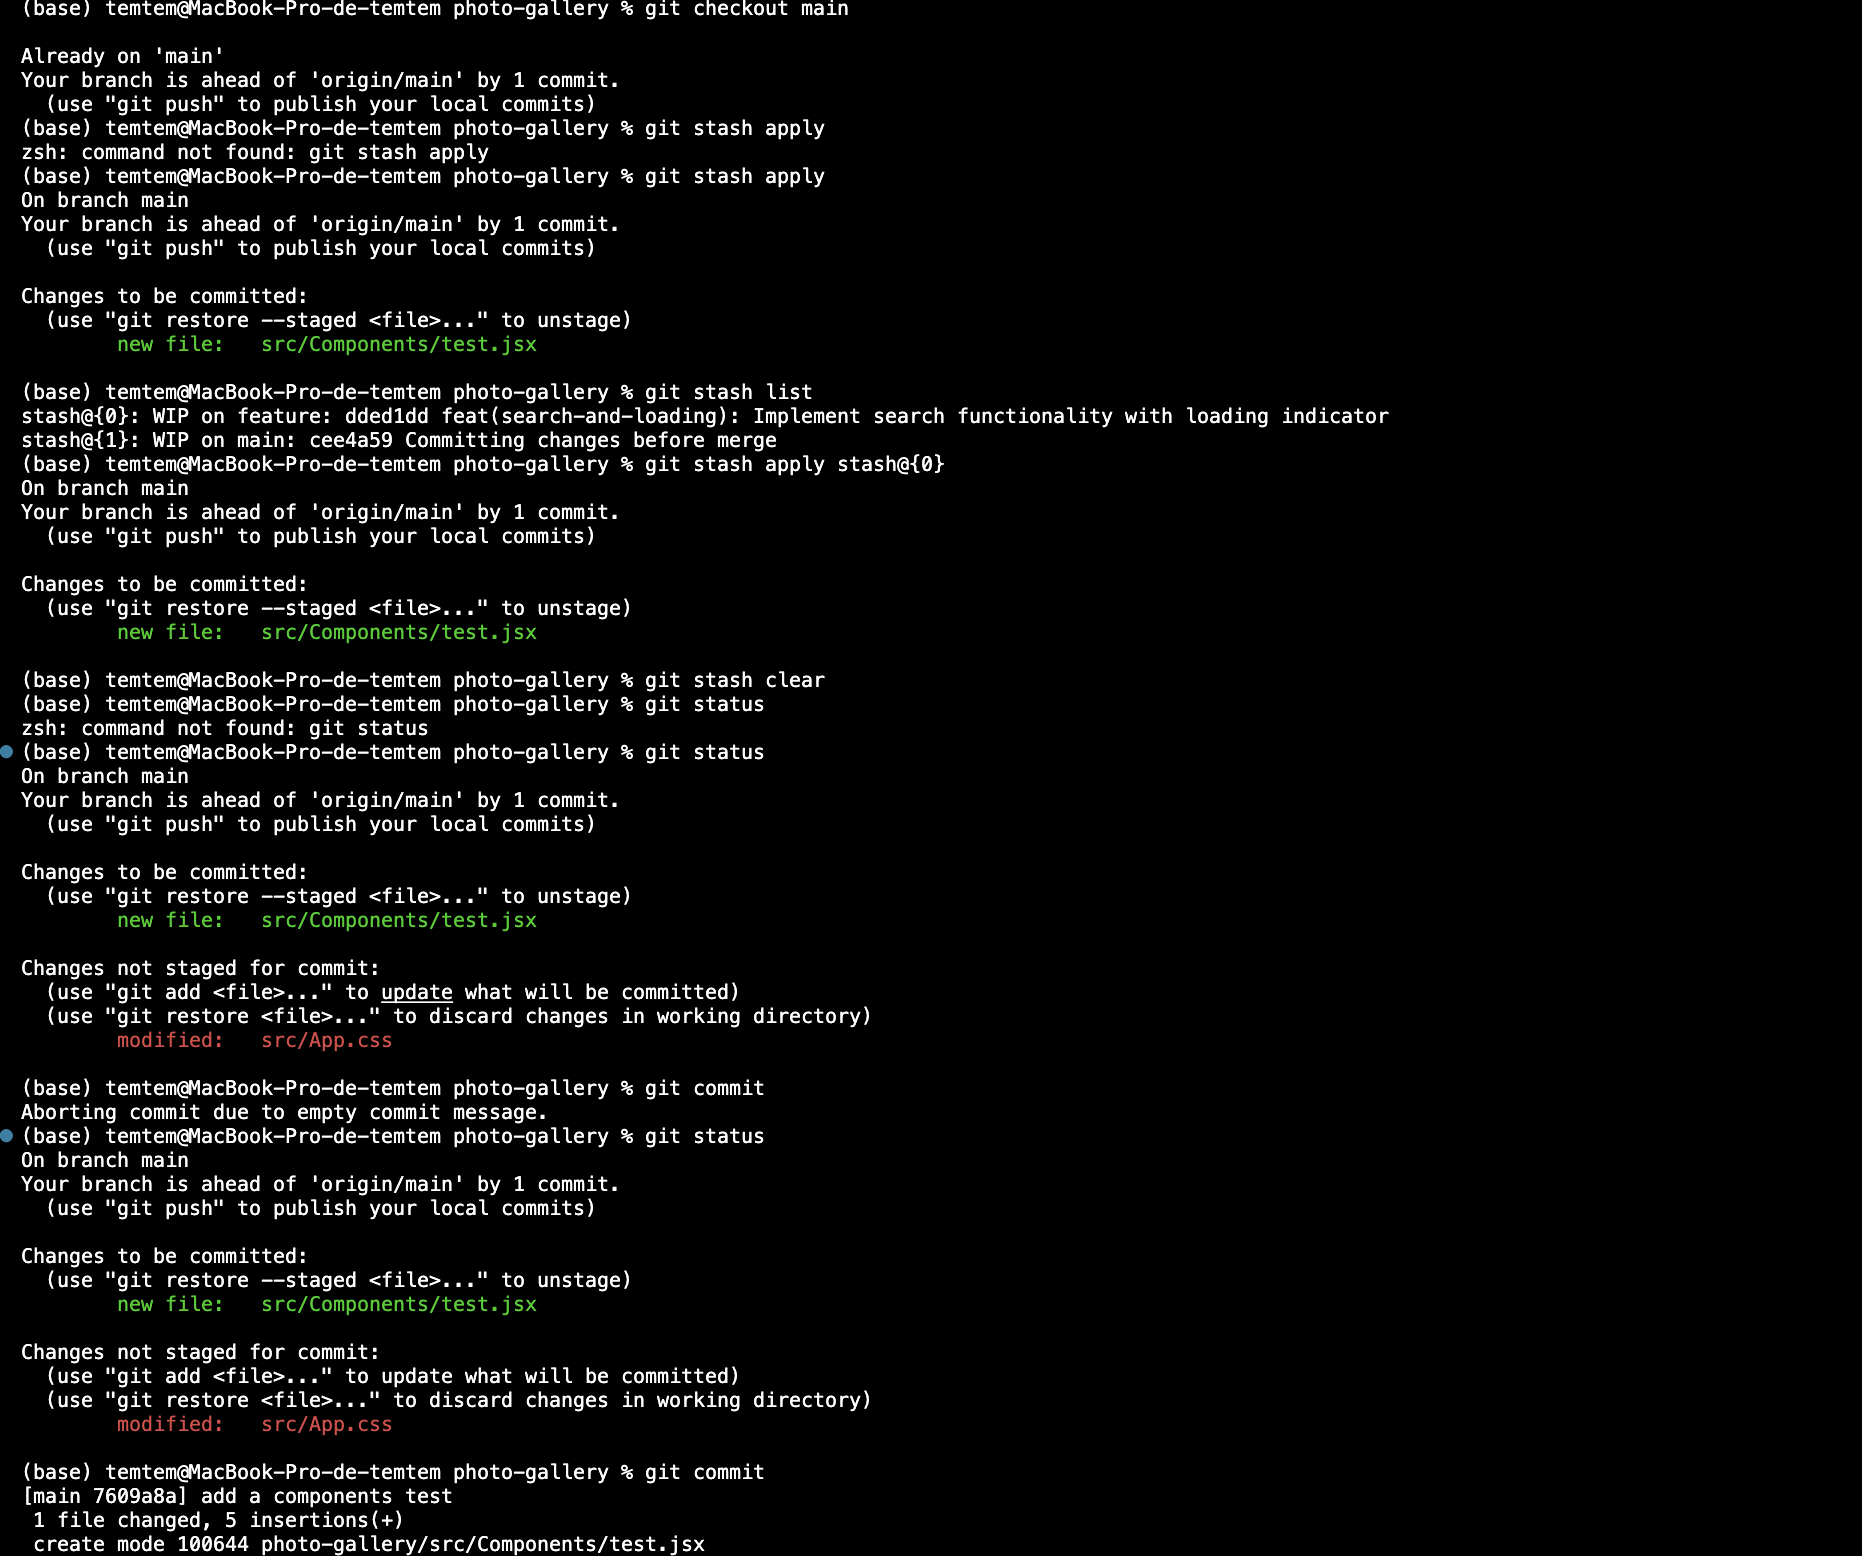 (base) temtem@MacBook-Pro-de-temtem photo-gallery % git checkout main
Already on 'main'
Your branch is ahead of 'origin/main' by 1 commit.
  (use "git push" to publish your local commits)
(base) temtem@MacBook-Pro-de-temtem photo-gallery % git stash apply
zsh: command not found: git stash apply
(base) temtem@MacBook-Pro-de-temtem photo-gallery % git stash apply
On branch main
Your branch is ahead of 'origin/main' by 1 commit.
  (use "git push" to publish your local commits)
Changes to be committed:
  (use "git restore --staged <file>..." to unstage)
        new file:   src/Components/test.jsx
(base) temtem@MacBook-Pro-de-temtem photo-gallery % git stash list
stash@{0}: WIP on feature: dded1dd feat(search-and-loading): Implement search functionality with loading indicator
stash@{1}: WIP on main: cee4a59 Committing changes before merge
(base) temtem@MacBook-Pro-de-temtem photo-gallery % git stash apply stash@{0}
On branch main
Your branch is ahead of 'origin/main' by 1 commit.
  (use "git push" to publish your local commits)
Changes to be committed:
  (use "git restore --staged <file>..." to unstage)
        new file:   src/Components/test.jsx
(base) temtem@MacBook-Pro-de-temtem photo-gallery % git stash clear
(base) temtem@MacBook-Pro-de-temtem photo-gallery % git status
zsh: command not found: git status
(base) temtem@MacBook-Pro-de-temtem photo-gallery % git status
On branch main
Your branch is ahead of 'origin/main' by 1 commit.
  (use "git push" to publish your local commits)
Changes to be committed:
  (use "git restore --staged <file>..." to unstage)
        new file:   src/Components/test.jsx
Changes not staged for commit:
  (use "git add <file>..." to update what will be committed)
  (use "git restore <file>..." to discard changes in working directory)
        modified:   src/App.css
(base) temtem@MacBook-Pro-de-temtem photo-gallery % git commit
Aborting commit due to empty commit message.
(base) temtem@MacBook-Pro-de-temtem photo-gallery % git status
On branch main
Your branch is ahead of 'origin/main' by 1 commit.
  (use "git push" to publish your local commits)
Changes to be committed:
  (use "git restore --staged <file>..." to unstage)
        new file:   src/Components/test.jsx
Changes not staged for commit:
  (use "git add <file>..." to update what will be committed)
  (use "git restore <file>..." to discard changes in working directory)
        modified:   src/App.css
(base) temtem@MacBook-Pro-de-temtem photo-gallery % git commit
[main 7609a8a] add a components test
 1 file changed, 5 insertions(+)
 create mode 100644 photo-gallery/src/Components/test.jsx